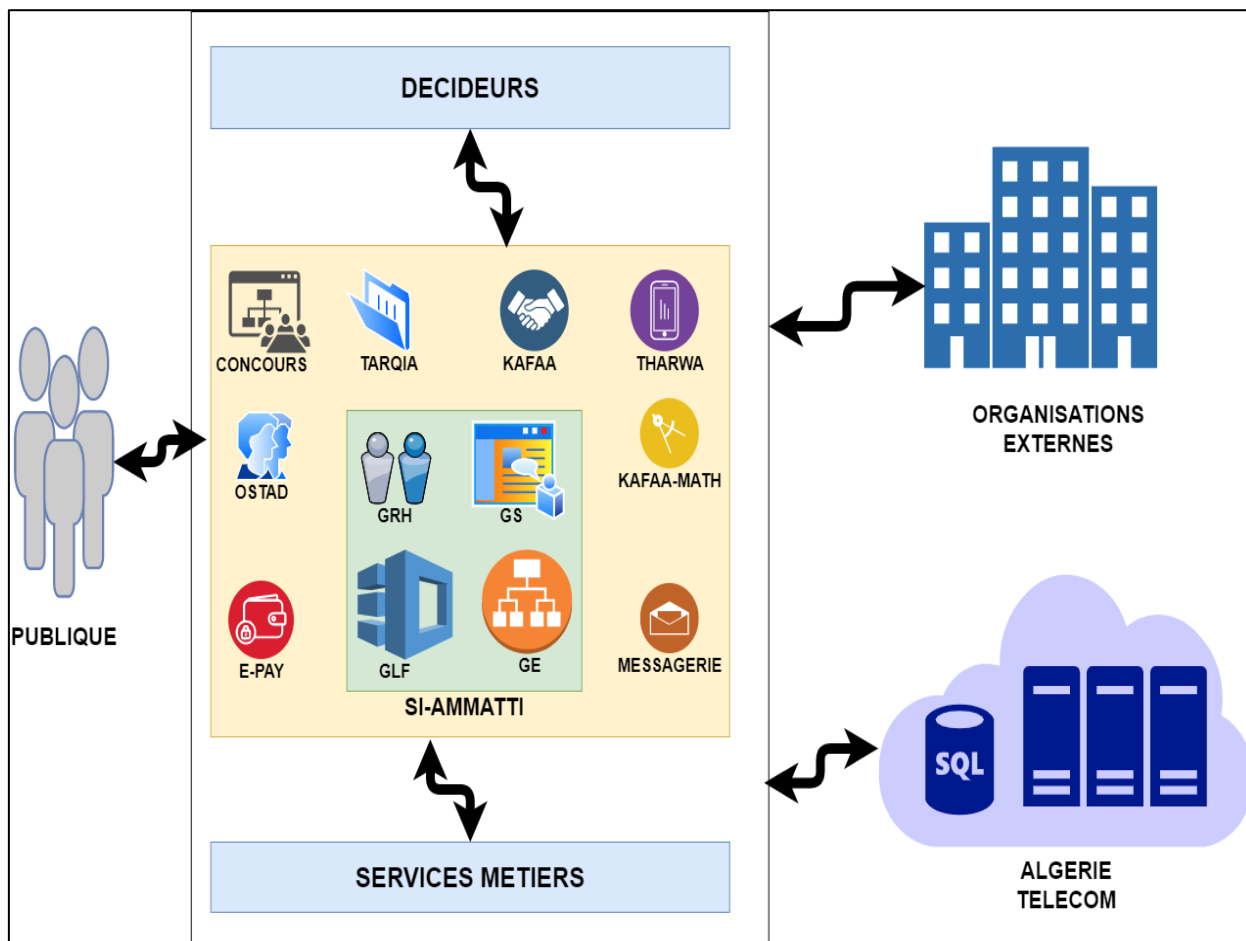 DECIDEURS
CONCOURS
TARQIA
KAFAA
THARWA
OSTAD
GRH
GS
KAFAA-MATH
E-PAY
GLF
GE
MESSAGERIE
SI-AMMATTI
SERVICES METIERS
PUBLIQUE
ORGANISATIONS
EXTERNES
SQL
ALGERIE
TELECOM